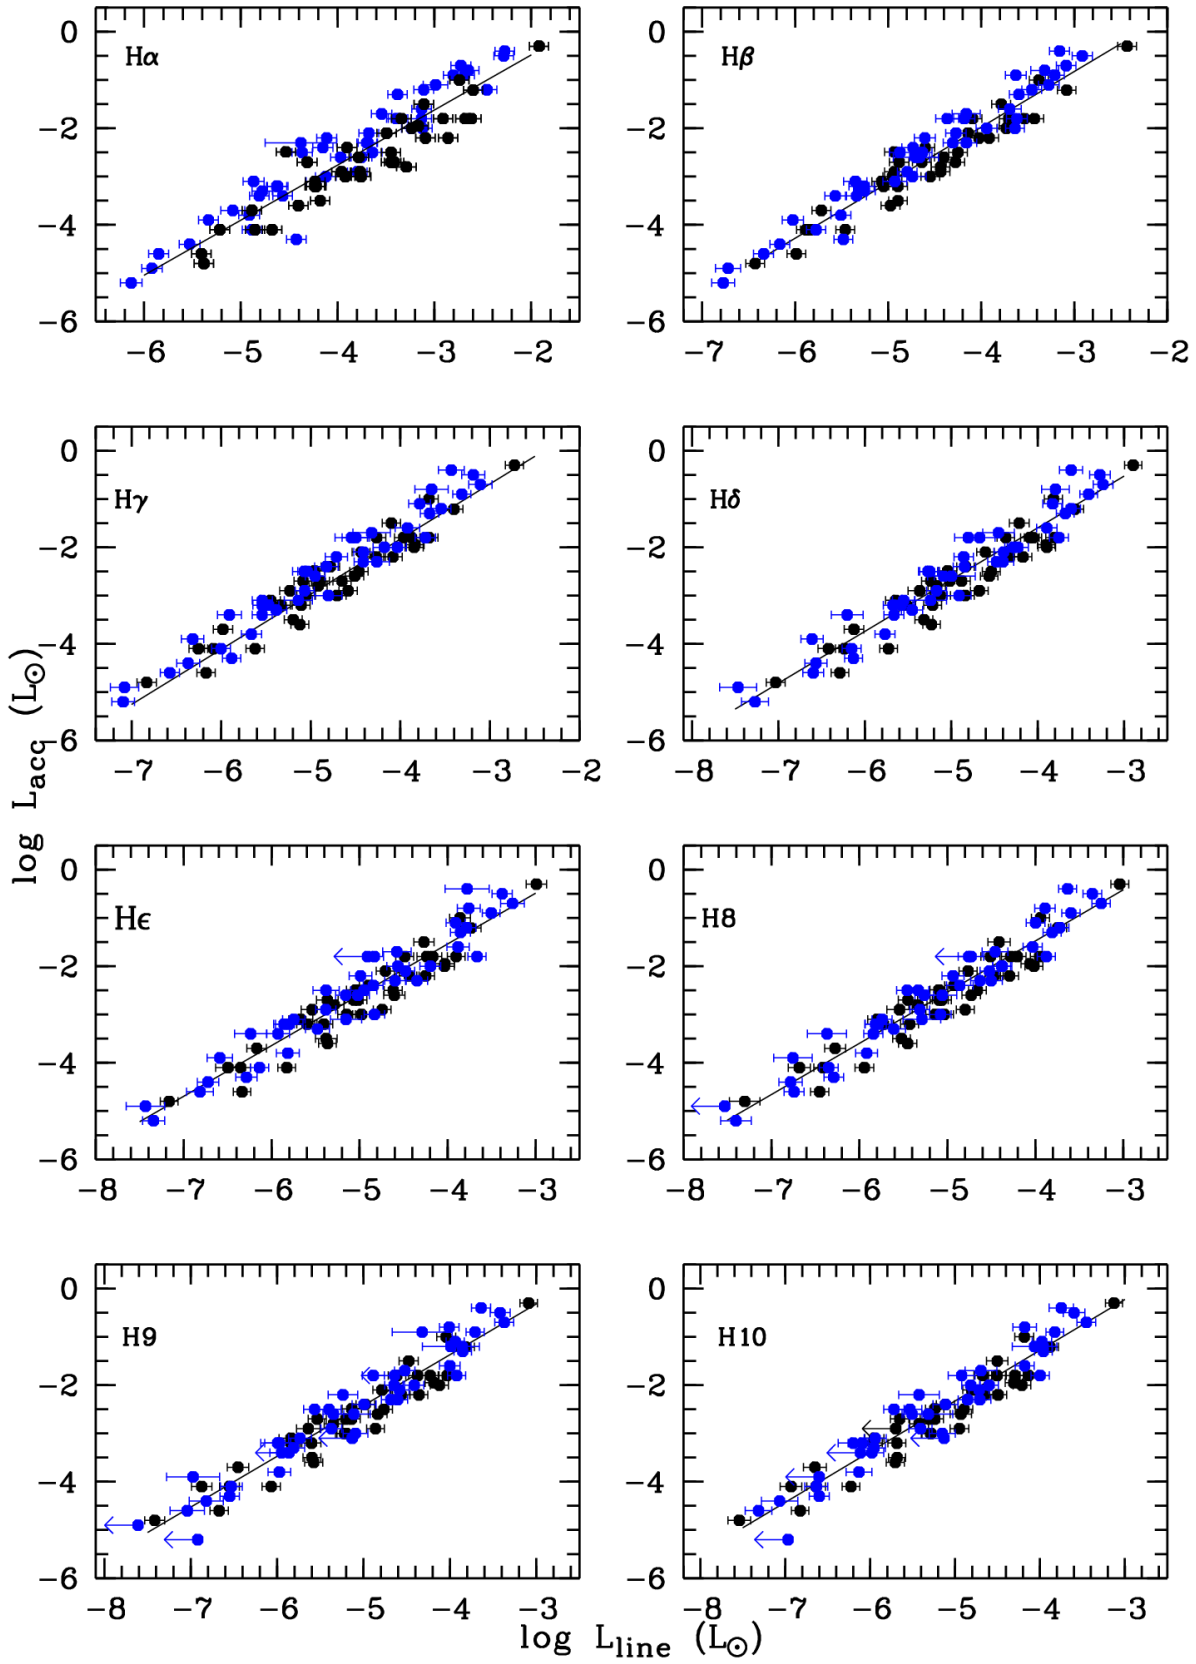 Hα
0
−2
−4
−6
−6 −5 −4 −3 −2
Hβ
0
−2
−4
−6
−7 −6 −5 −4 −3 −2
Hγ
0
−2
−4
−6
−7 −6 −5 −4 −3 −2
Hδ
0
−2
−4
−6
−8 −7 −6 −5 −4 −3
Hϵ
0
−2
−4
−6
−8 −7 −6 −5 −4 −3
H8
0
−2
−4
−6
−8 −7 −6 −5 −4 −3
H9
0
−2
−4
−6
−8 −7 −6 −5 −4 −3
H10
0
−2
−4
−6
−8 −7 −6 −5 −4 −3
log Lacc (L⊙)
log Lline (L⊙)